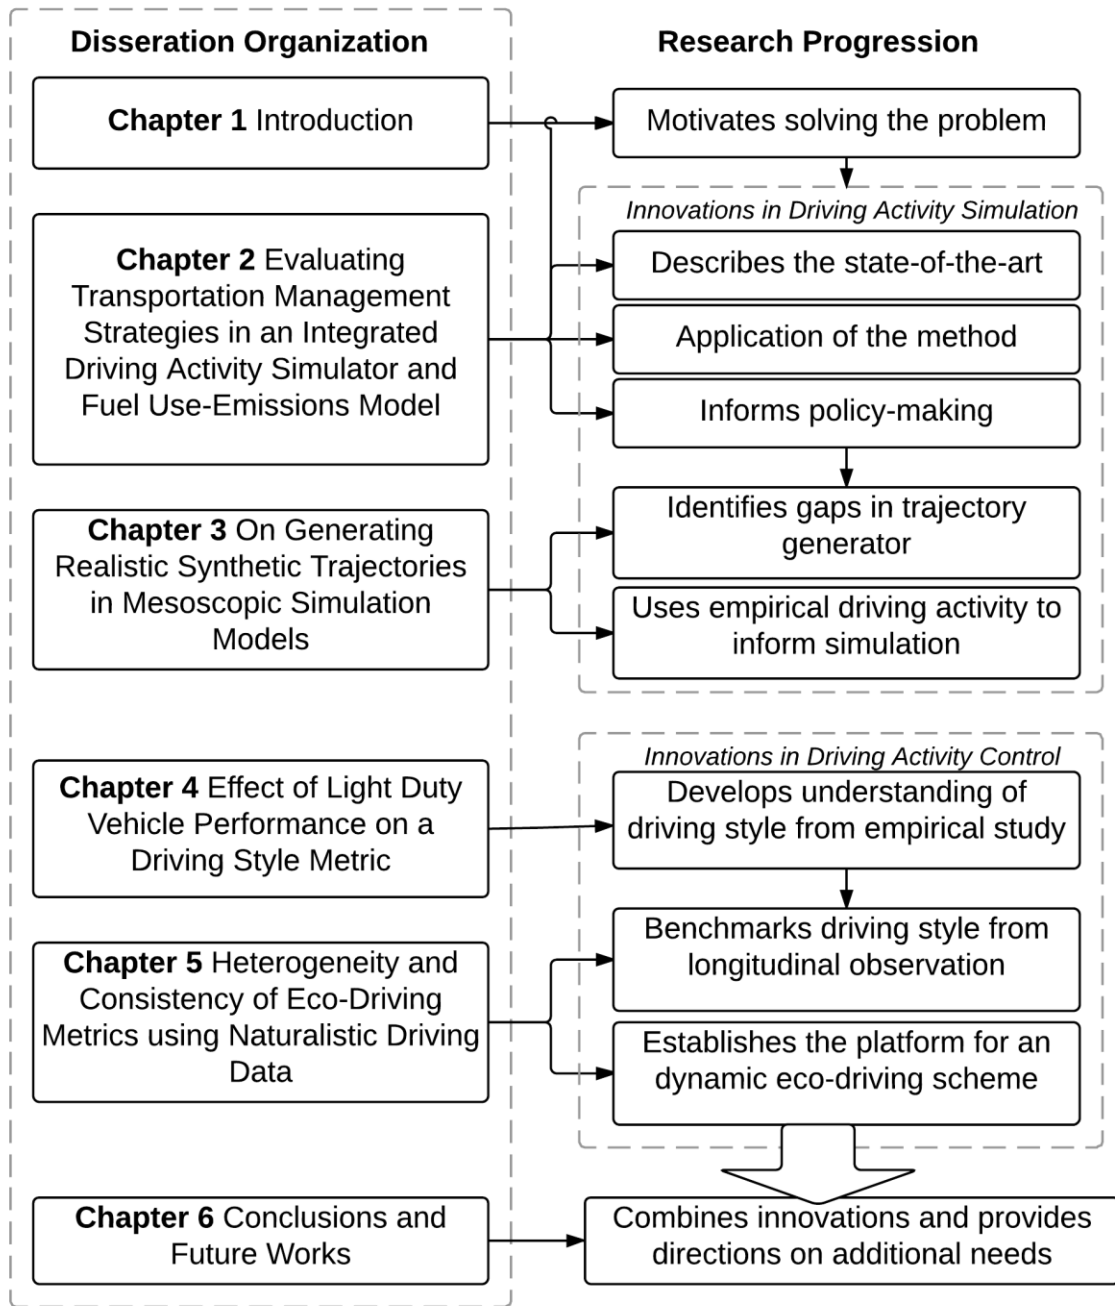 Disseration Organization
Chapter 1 Introduction
Chapter 2 Evaluating
Transportation Management
Strategies in an Integrated
Driving Activity Simulator and
Fuel Use-Emissions Model
Chapter 3 On Generating
Realistic Synthetic Trajectories
in Mesoscopic Simulation
Models
Chapter 4 Effect of Light Duty
Vehicle Performance on a
Driving Style Metric
Chapter 5 Heterogeneity and
Consistency of Eco-Driving
Metrics using Naturalistic Driving
Data
Chapter 6 Conclusions and
Future Works
Research Progression
Motivates solving the problem
Innovations in Driving Activity Simulation
Describes the state-of-the-art
Application of the method
Informs policy-making
Identifies gaps in trajectory
generator
Uses empirical driving activity to
inform simulation
Innovations in Driving Activity Control
Develops understanding of
driving style from empirical study
Benchmarks driving style from
longitudinal observation
Establishes the platform for an
dynamic eco-driving scheme
Combines innovations and provides
directions on additional needs